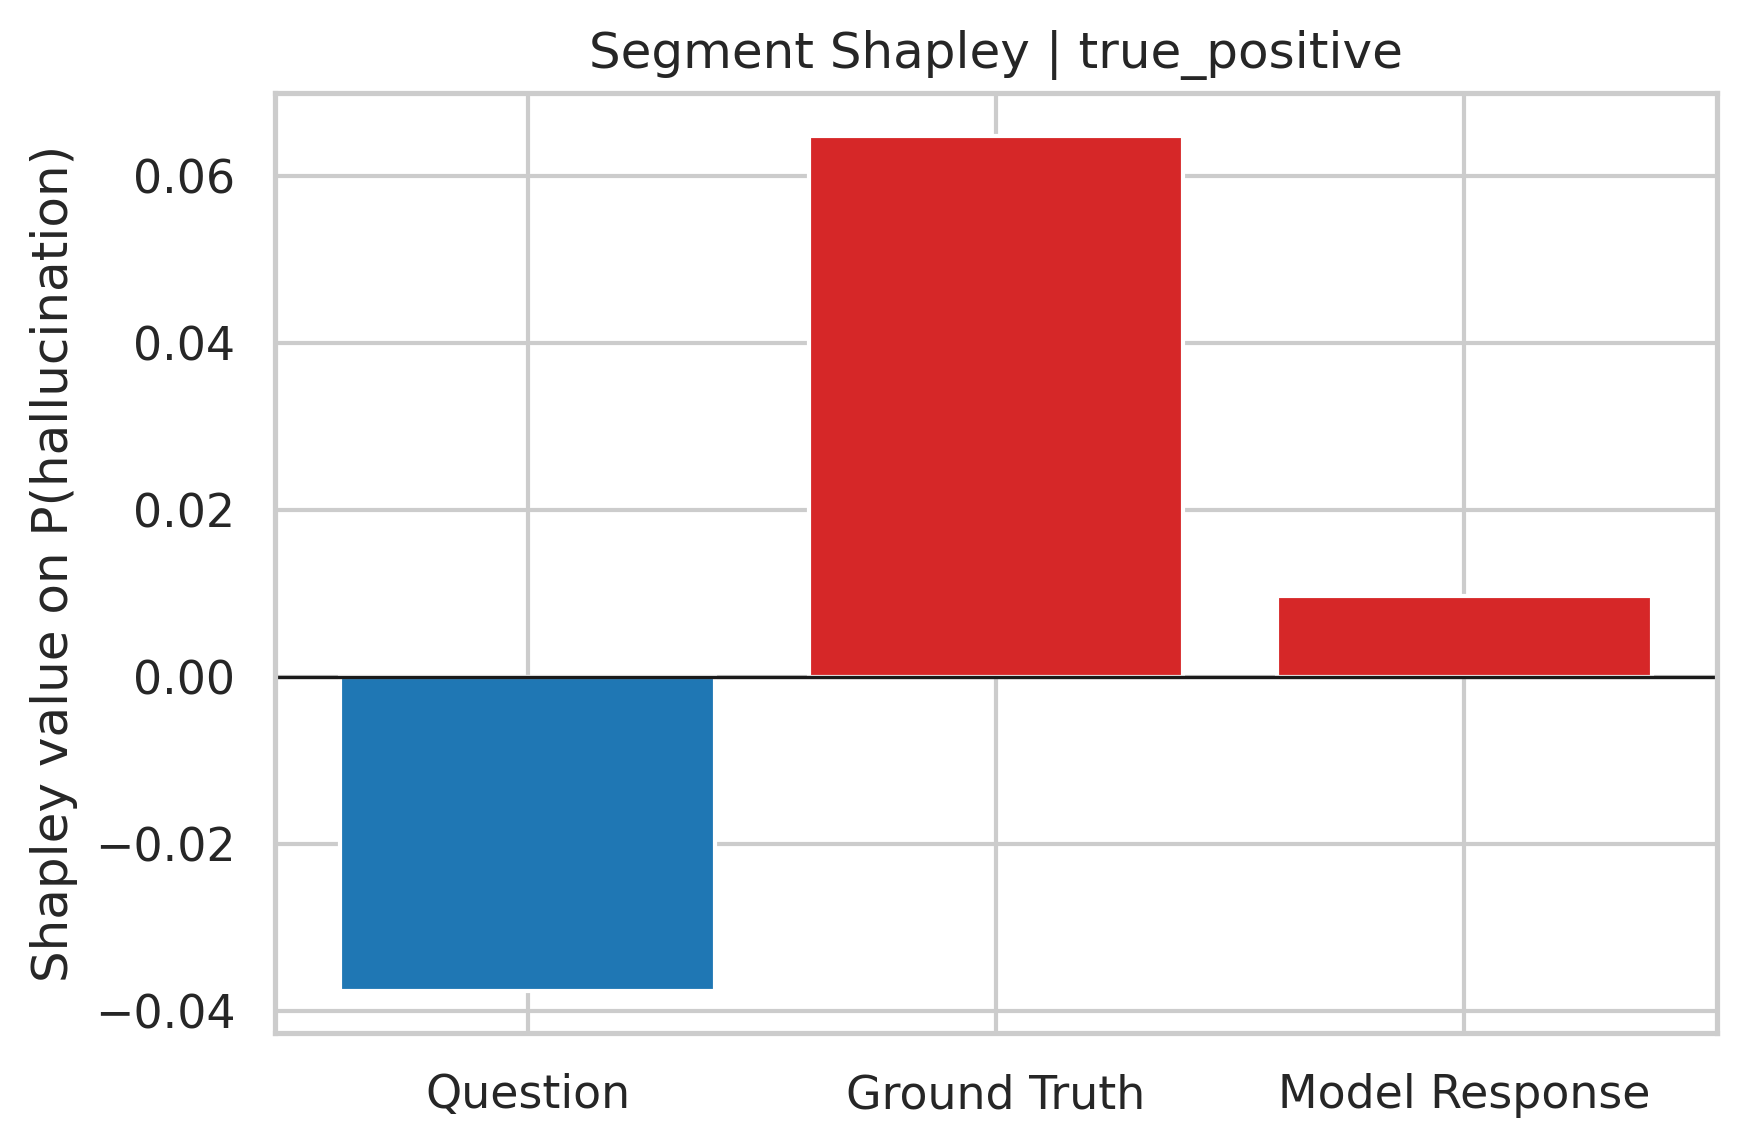 Segment Shapley | true_positive
Shapley value on P(hallucination)
0.06
0.04
0.02
0.00
−0.02
−0.04
Question
Ground Truth
Model Response